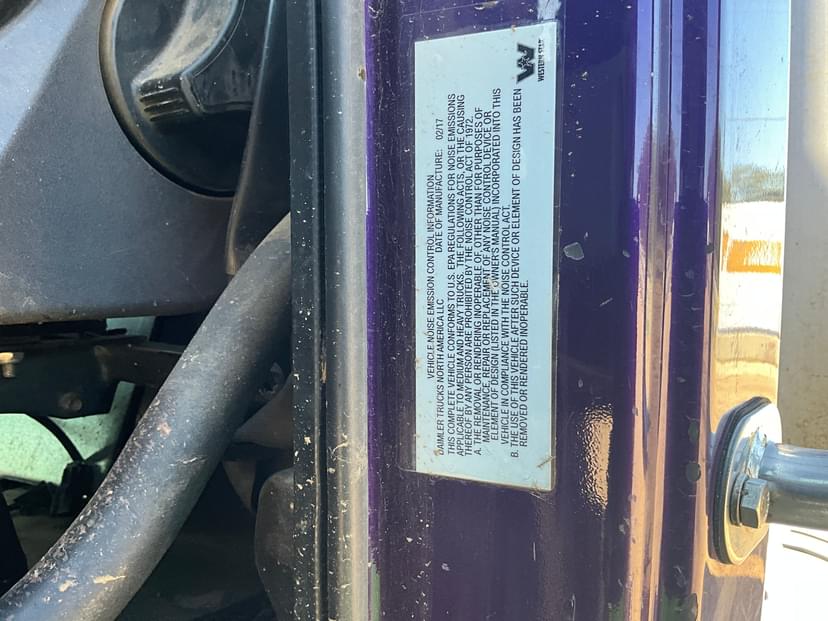 WESTERN STAR
VEHICLE NOISE EMISSION CONTROL INFORMATION
DAIMLER TRUCKS NORTH AMERICA LLC DATE OF MANUFACTURE: 02/17
THIS COMPLETE VEHICLE CONFORMS TO U.S. EPA REGULATIONS FOR NOISE EMISSIONS
APPLICABLE TO MEDIUM AND HEAVY TRUCKS. THE FOLLOWING ACTS, OR THE CAUSING
THEREOF BY ANY PERSON ARE PROHIBITED BY THE NOISE CONTROL ACT OF 1972.
A. THE REMOVAL OR RENDERING INOPERABLE OF, OTHER THAN FOR PURPOSES OF
MAINTENANCE, REPAIR OR REPLACEMENT OF ANY NOISE CONTROL DEVICE OR
ELEMENT OF DESIGN (LISTED IN THE OWNER'S MANUAL) INCORPORATED INTO THIS
VEHICLE IN COMPLIANCE WITH THE NOISE CONTROL ACT.
B. THE USE OF THIS VEHICLE AFTER SUCH DEVICE OR ELEMENT OF DESIGN HAS BEEN
REMOVED OR RENDERED INOPERABLE.